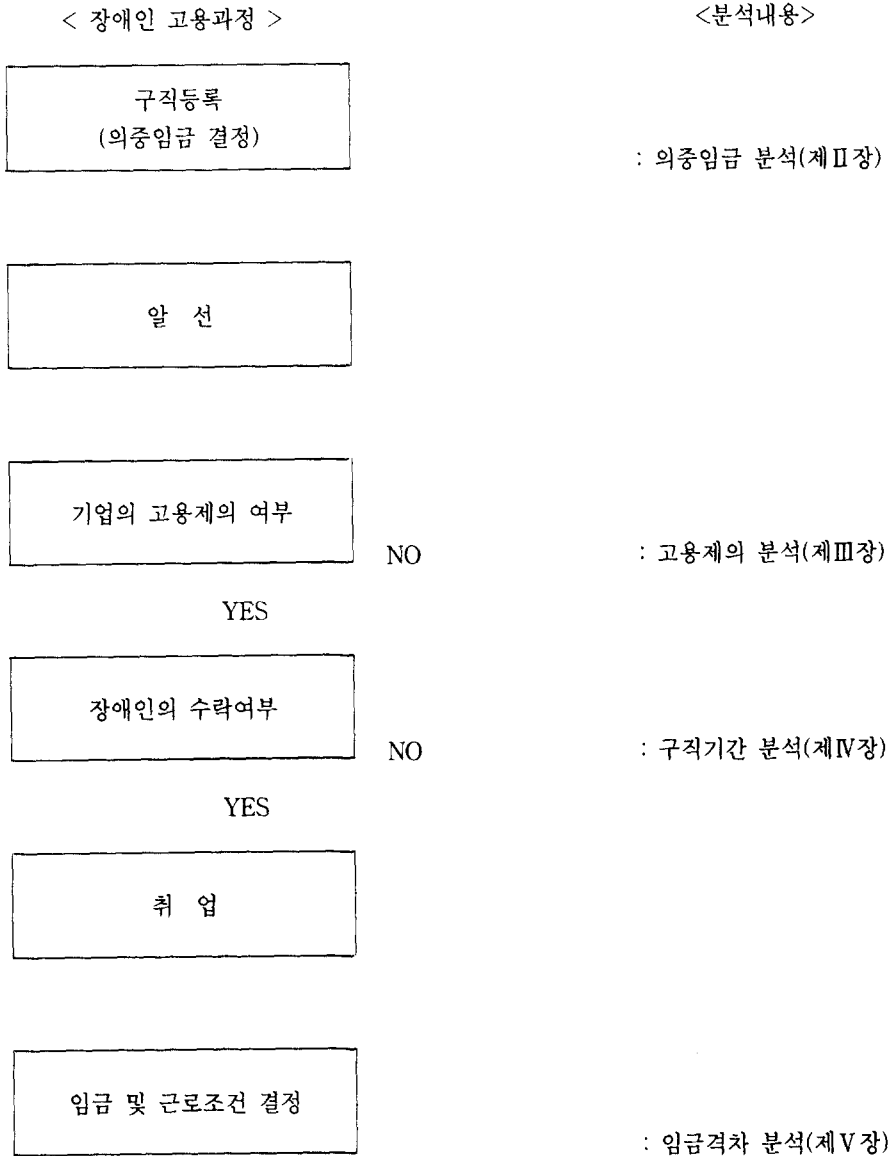 < 장애인 고용과정 >
<분석내용>
구직등록
(의중임금 결정)
: 의중임금 분석(제Ⅱ장)
알 선
기업의 고용제의 여부
NO
: 고용제의 분석(제Ⅲ장)
YES
장애인의 수락여부
NO
: 구직기간 분석(제Ⅳ장)
YES
취 업
임금 및 근로조건 결정
: 임금격차 분석(제Ⅴ장)